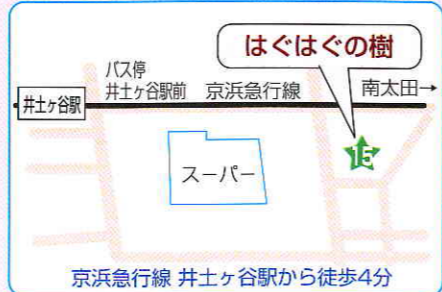 はぐはぐの樹
バス停
井土ヶ谷駅前
京浜急行線
南太田→
井土ヶ谷駅
15
スーパー
京浜急行線 井土ヶ谷駅から徒歩4分